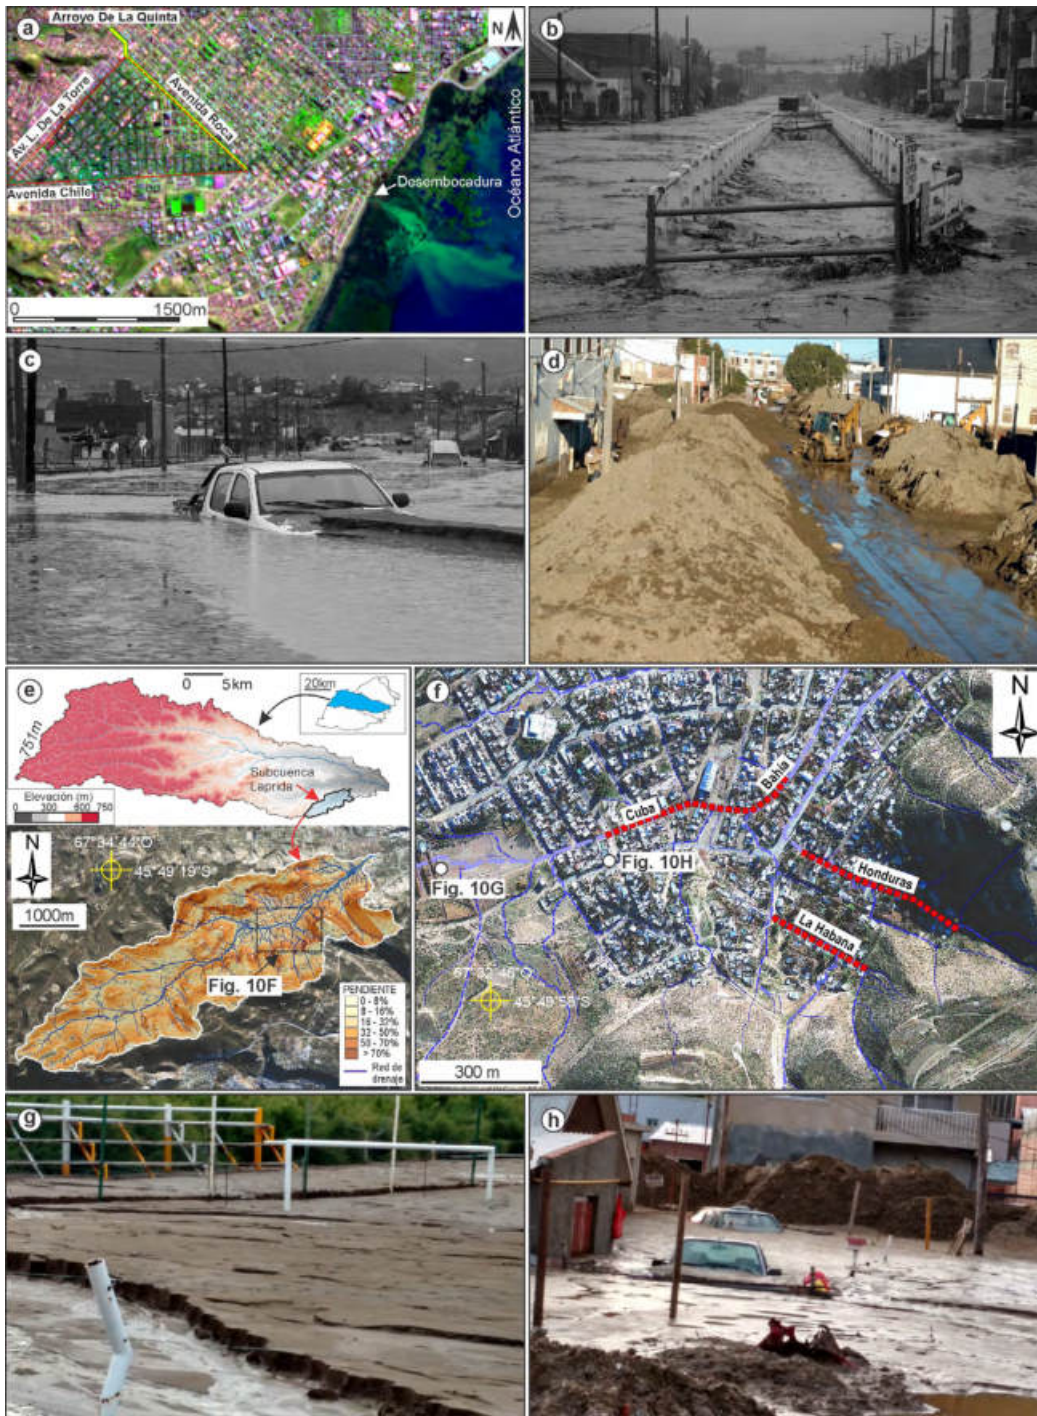 a
Arroyo De La Quinta
N
Av. L. De La Torre
Avenida Roca
Avenida Chile
Desembocadura
Océano Atlántico
0 1500m
b
c
d
e
0 5km
20km
751m
Subcuenca
Laprida
Elevación (m)
0 300 600 750
N
67°34'44"O
45°49'19"S
1000m
Fig. 10F
PENDIENTE
0 - 8%
8 - 16%
16 - 32%
32 - 50%
50 - 70%
> 70%
Red de
drenaje
f
N
Bahía C
Cuba
Fig. 10G
Fig. 10H
Honduras
La Habana
300 m
g
h